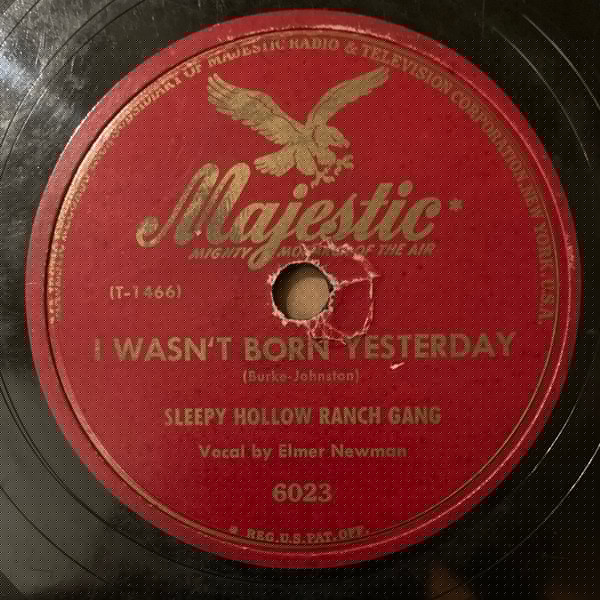 SUBSIDIARY OF MAJESTIC RADIO & TELEVISION CORPORATION, NEW YORK U.S.A.
Majestic*
MIGHTY MONARCH OF THE AIR
(T-1466)
I WASN'T BORN YESTERDAY
(Burke-Johnston)
SLEEPY HOLLOW RANCH GANG
Vocal by Elmer Newman
6023
* REG. U.S. PAT. OFF.